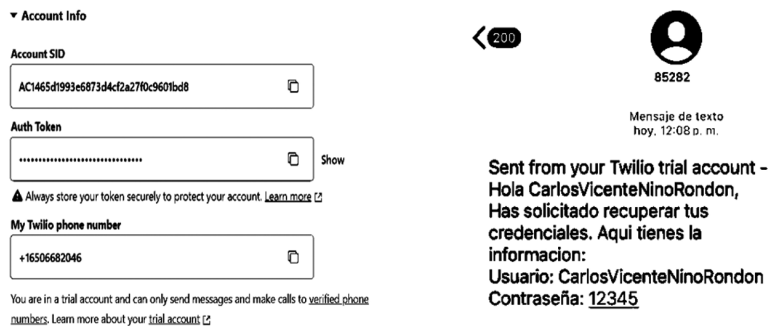 Account Info
Account SID
AC1465d1993e6873d4cf2a27f0c9601bd8
Auth Token
••••••••••••••••••••••••••••••••
Show
Always store your token securely to protect your account. Learn more
My Twilio phone number
+16506682046
You are in a trial account and can only send messages and make calls to verified phone
numbers. Learn more about your trial account
200
85282
Mensaje de texto
hoy, 12:08 p. m.
Sent from your Twilio trial account -
Hola CarlosVicenteNinoRondon,
Has solicitado recuperar tus
credenciales. Aqui tienes la
informacion:
Usuario: CarlosVicenteNinoRondon
Contraseña: 12345